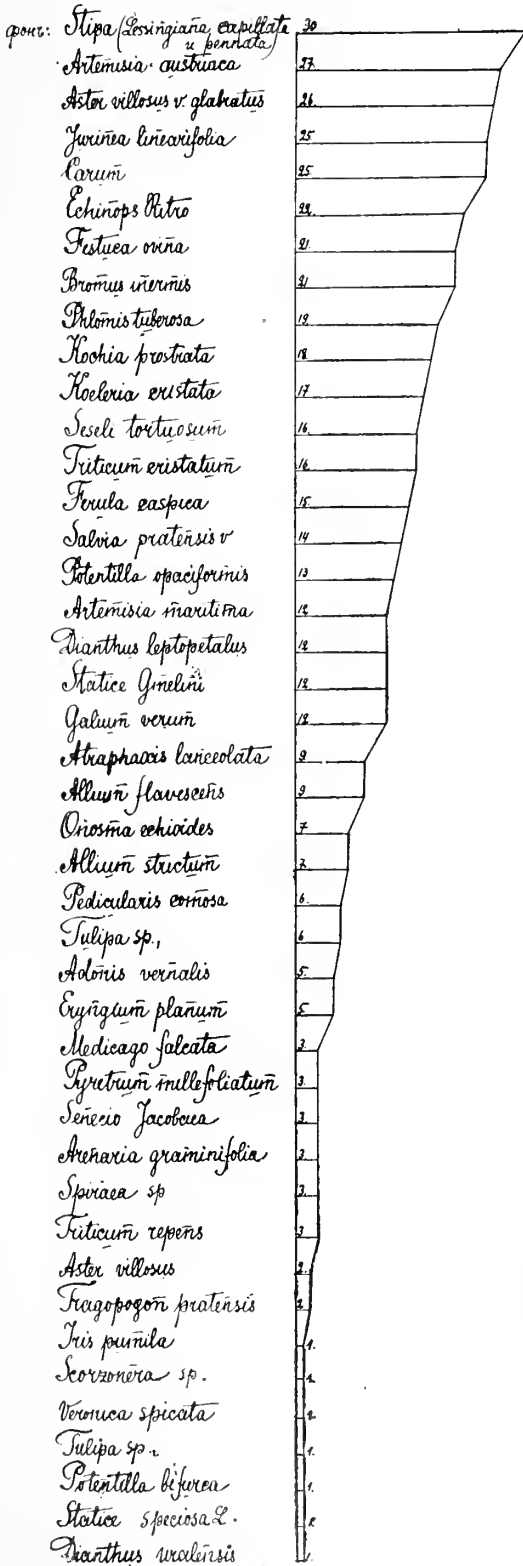 фонъ: Stipa (Lessingiana, capillata 30
и pennata)
Artemisia austriaca 27.
Aster villosus v. glabratus 26.
Jurinea linearifolia 25.
Carum 25.
Echinops Ritro 22.
Festuca ovina 21.
Bromus inermis 21.
Phlomis tuberosa 19.
Kochia prostrata 18.
Koeleria cristata 17
Seseli tortuosum 16.
Triticum cristatum 16.
Ferula caspica 15.
Salvia pratensis v 14.
Potentilla opaciformis 13
Artemisia maritima 12
Dianthus leptopetalus 12.
Statice Gmelini 12.
Galium verum 12
Atraphaxis lanceolata 9
Allium flavescens 9
Onosma echioides 7
Allium strictum 7.
Pedicularis comosa 6.
Tulipa sp., 6
Adonis vernalis 5.
Eryngium planum 5.
Medicago falcata 3.
Pyretrum millefoliatum 3.
Senecio Jacobaea 3.
Arenaria graminifolia 3.
Spiraea sp 3.
Triticum repens 3
Aster villosus 2.
Tragopogon pratensis 2
Iris pumila 1.
Scorzonera sp. 1.
Veronica spicata 1.
Tulipa sp. 1.
Potentilla bifurca 1.
Statice speciosa L.
Dianthus uralensis 1.